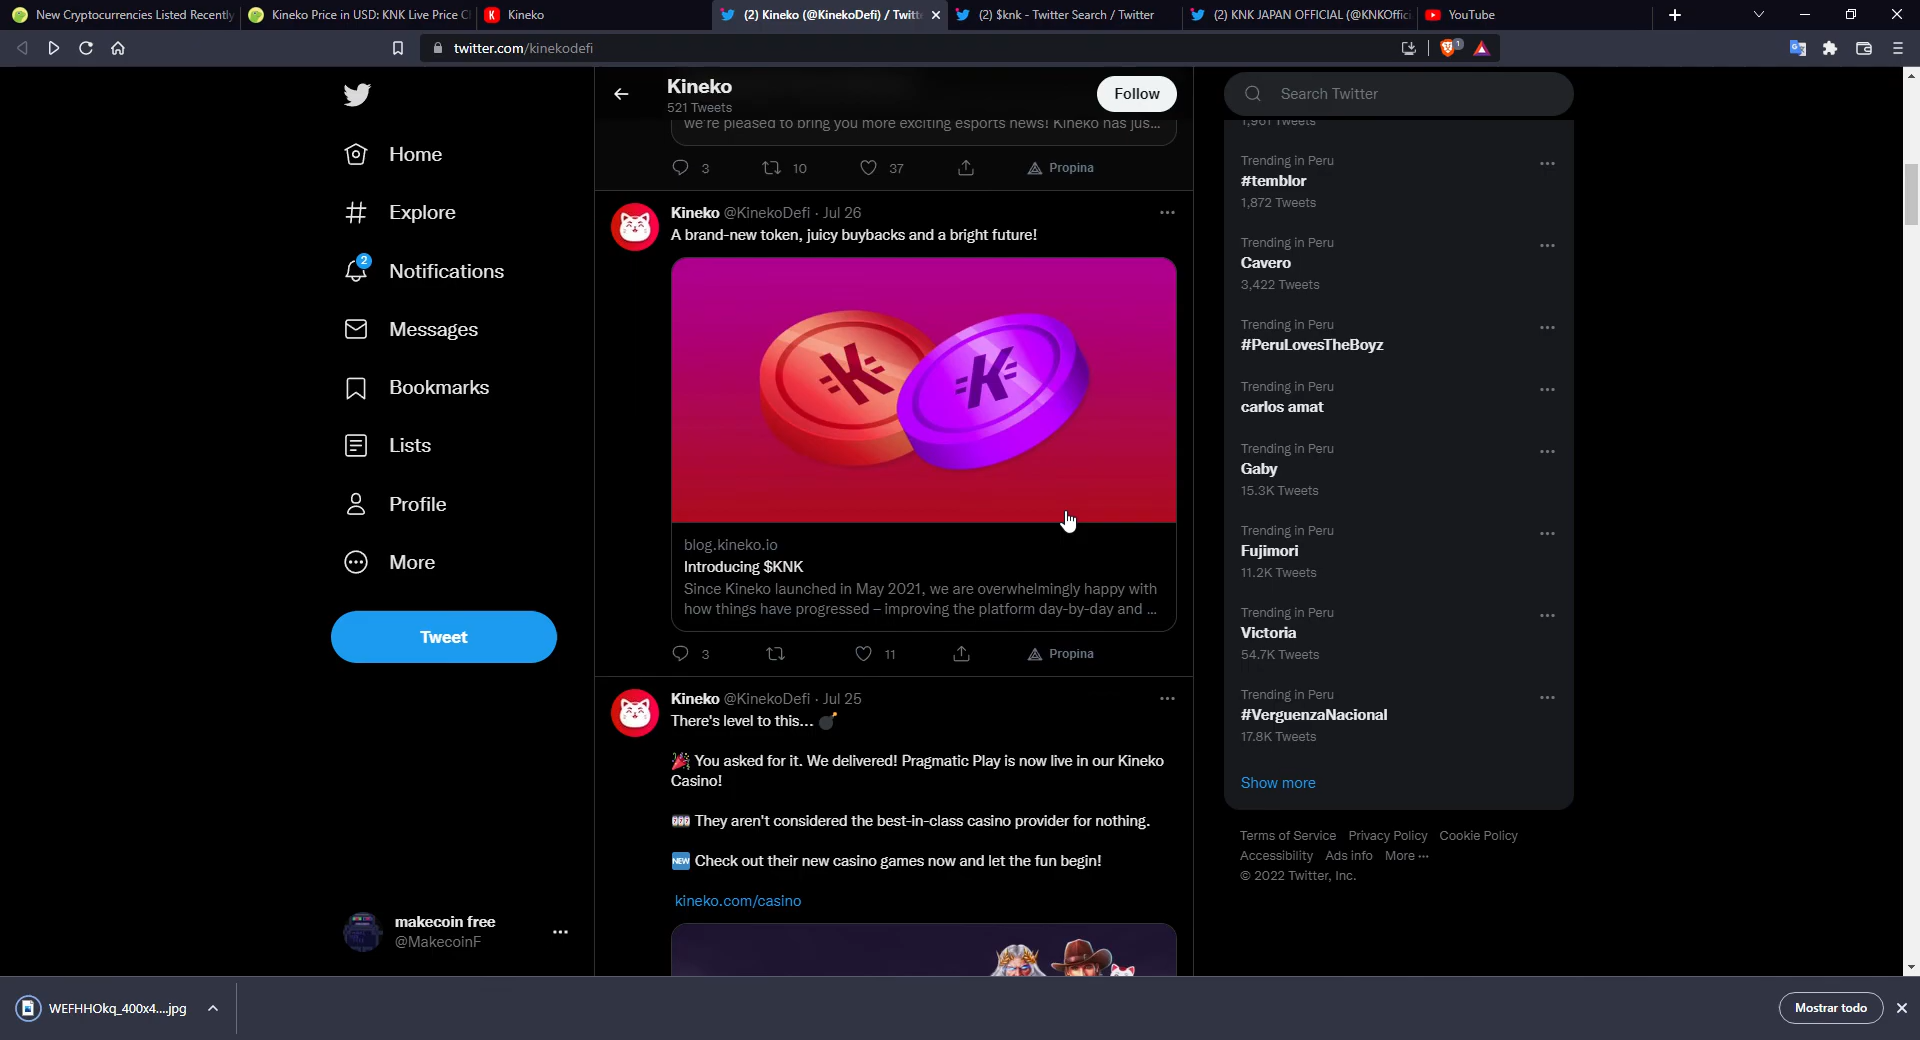 New Cryptocurrencies Listed Recently
Kineko Price in USD: KNK Live Price C
K Kineko
(2) Kineko (@KinekoDefi) / Twitt
(2) $knk - Twitter Search / Twitter
(2) KNK JAPAN OFFICIAL (@KNKOffic
YouTube
twitter.com/kinekodefi
1
Home
Explore
2
Notifications
Messages
Bookmarks
Lists
Profile
More
Tweet
makecoin free
@MakecoinF
Kineko
521 Tweets
Follow
we're pleased to bring you more exciting esports news! Kineko has jus...
3 10 37 Propina
Kineko @KinekoDefi · Jul 26
A brand-new token, juicy buybacks and a bright future!
K K
blog.kineko.io
Introducing $KNK
Since Kineko launched in May 2021, we are overwhelmingly happy with
how things have progressed – improving the platform day-by-day and ...
3 11 Propina
Kineko @KinekoDefi · Jul 25
There's level to this... 💣
🎉 You asked for it. We delivered! Pragmatic Play is now live in our Kineko
Casino!
🎰 They aren't considered the best-in-class casino provider for nothing.
🆕 Check out their new casino games now and let the fun begin!
kineko.com/casino
Search Twitter
1,961 Tweets
Trending in Peru
#temblor
1,872 Tweets
Trending in Peru
Cavero
3,422 Tweets
Trending in Peru
#PeruLovesTheBoyz
Trending in Peru
carlos amat
Trending in Peru
Gaby
15.3K Tweets
Trending in Peru
Fujimori
11.2K Tweets
Trending in Peru
Victoria
54.7K Tweets
Trending in Peru
#VerguenzaNacional
17.8K Tweets
Show more
Terms of Service Privacy Policy Cookie Policy
Accessibility Ads info More ···
© 2022 Twitter, Inc.
WEFHHOkq_400x4....jpg
Mostrar todo